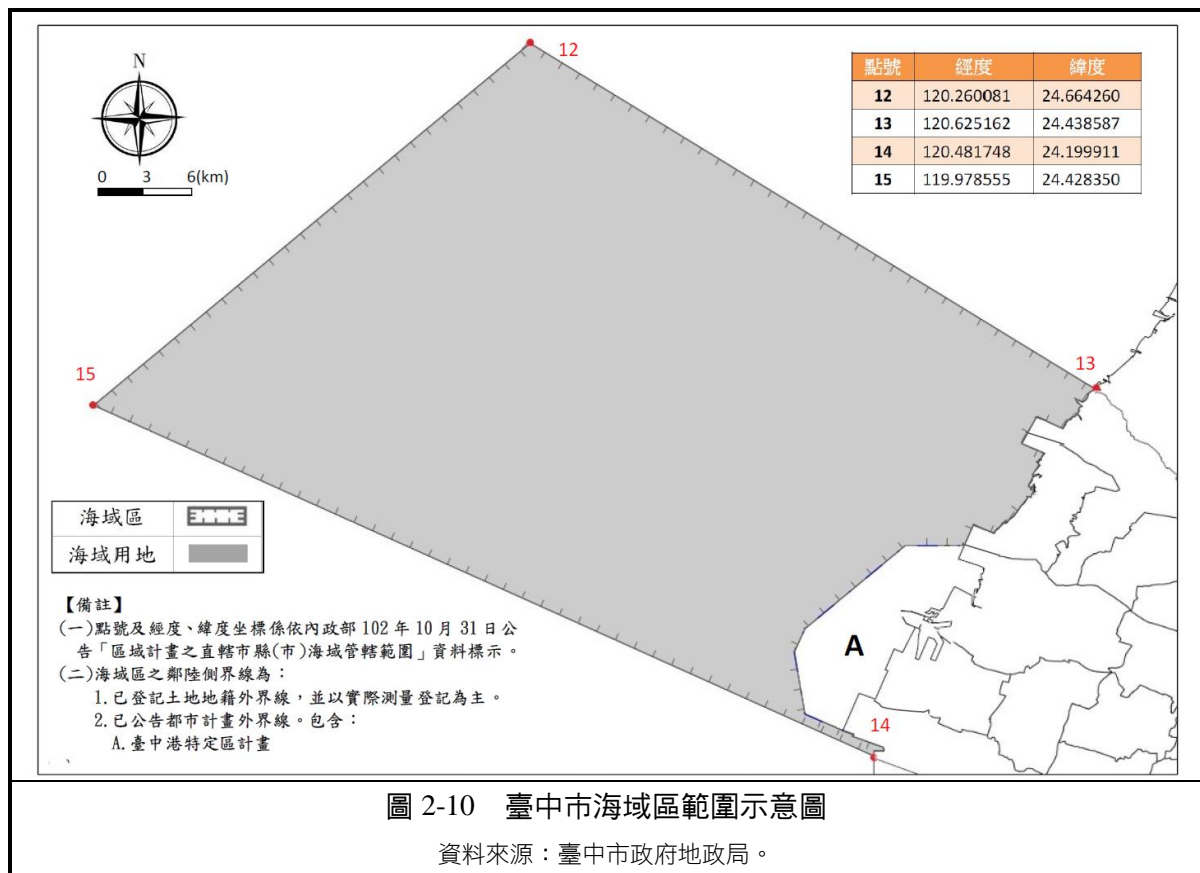 12
點號 經度 緯度
12 120.260081 24.664260
13 120.625162 24.438587
14 120.481748 24.199911
15 119.978555 24.428350
N
0 3 6(km)
13
15
海域區
海域用地
【備註】
(一)點號及經度、緯度坐標係依內政部 102 年 10 月 31 日公
告「區域計畫之直轄市縣(市)海域管轄範圍」資料標示。
(二)海域區之鄰陸側界線為：
1.已登記土地地籍外界線，並以實際測量登記為主。
2.已公告都市計畫外界線。包含：
A.臺中港特定區計畫
A
14
圖 2-10 臺中市海域區範圍示意圖
資料來源：臺中市政府地政局。